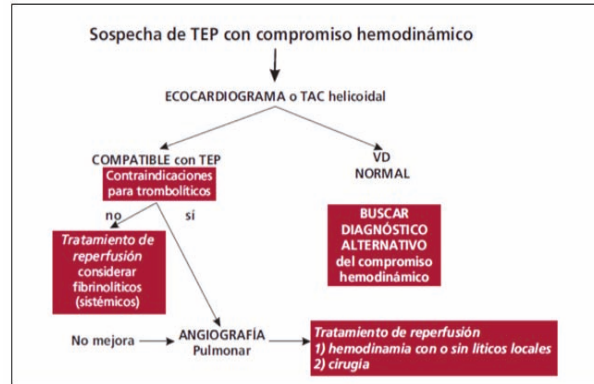 Sospecha de TEP con compromiso hemodinámico
ECOCARDIOGRAMA o TAC helicoidal
COMPATIBLE con TEP
Contraindicaciones
para trombolíticos
VD
NORMAL
no
sí
BUSCAR
DIAGNÓSTICO
ALTERNATIVO
del compromiso
hemodinámico
Tratamiento de
reperfusión
considerar
fibrinolíticos
(sistémicos)
No mejora
ANGIOGRAFÍA
Pulmonar
Tratamiento de reperfusión
1) hemodinamia con o sin líticos locales
2) cirugía